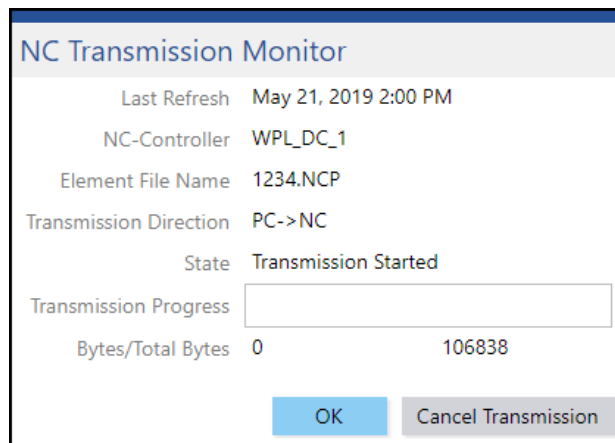 NC Transmission Monitor
Last Refresh May 21, 2019 2:00 PM
NC-Controller WPL_DC_1
Element File Name 1234.NCP
Transmission Direction PC->NC
State Transmission Started
Transmission Progress
Bytes/Total Bytes 0 106838
OK Cancel Transmission